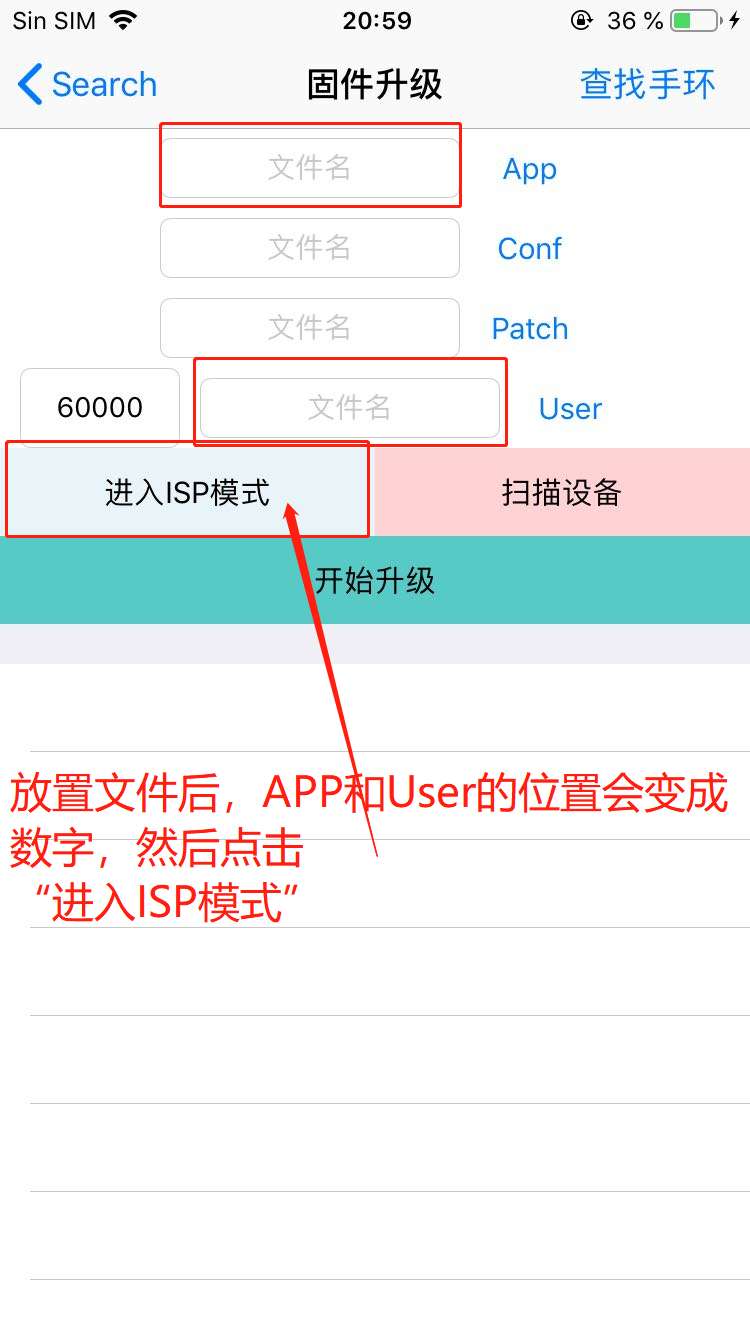 Sin SIM 20:59 36 %
Search 固件升级 查找手环
文件名 App
文件名 Conf
文件名 Patch
60000 文件名 User
进入ISP模式 扫描设备
开始升级
放置文件后，APP和User的位置会变成
数字，然后点击
“进入ISP模式”